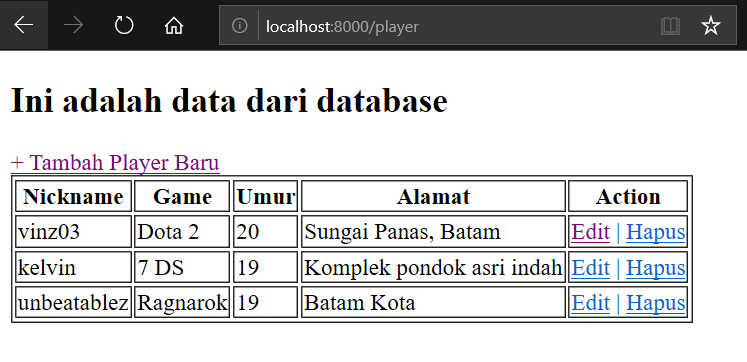 localhost:8000/player
Ini adalah data dari database
+ Tambah Player Baru
Nickname Game Umur Alamat Action
vinz03 Dota 2 20 Sungai Panas, Batam Edit | Hapus
kelvin 7 DS 19 Komplek pondok asri indah Edit | Hapus
unbeatablez Ragnarok 19 Batam Kota Edit | Hapus